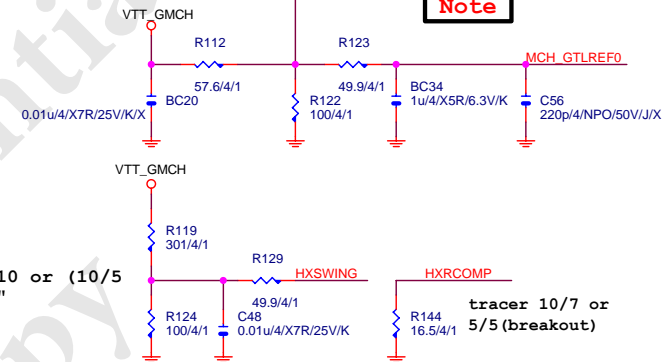 Note
VTT_GMCH
R112
57.6/4/1
R123
49.9/4/1
MCH_GTLREF0
BC20
0.01u/4/X7R/25V/K/X
R122
100/4/1
BC34
1u/4/X5R/6.3V/K
C56
220p/4/NPO/50V/J/X
VTT_GMCH
R119
301/4/1
R129
49.9/4/1
HXSWING
HXRCOMP
10 or (10/5
"
R124
100/4/1
C48
0.01u/4/X7R/25V/K
R144
16.5/4/1
tracer 10/7 or
5/5(breakout)